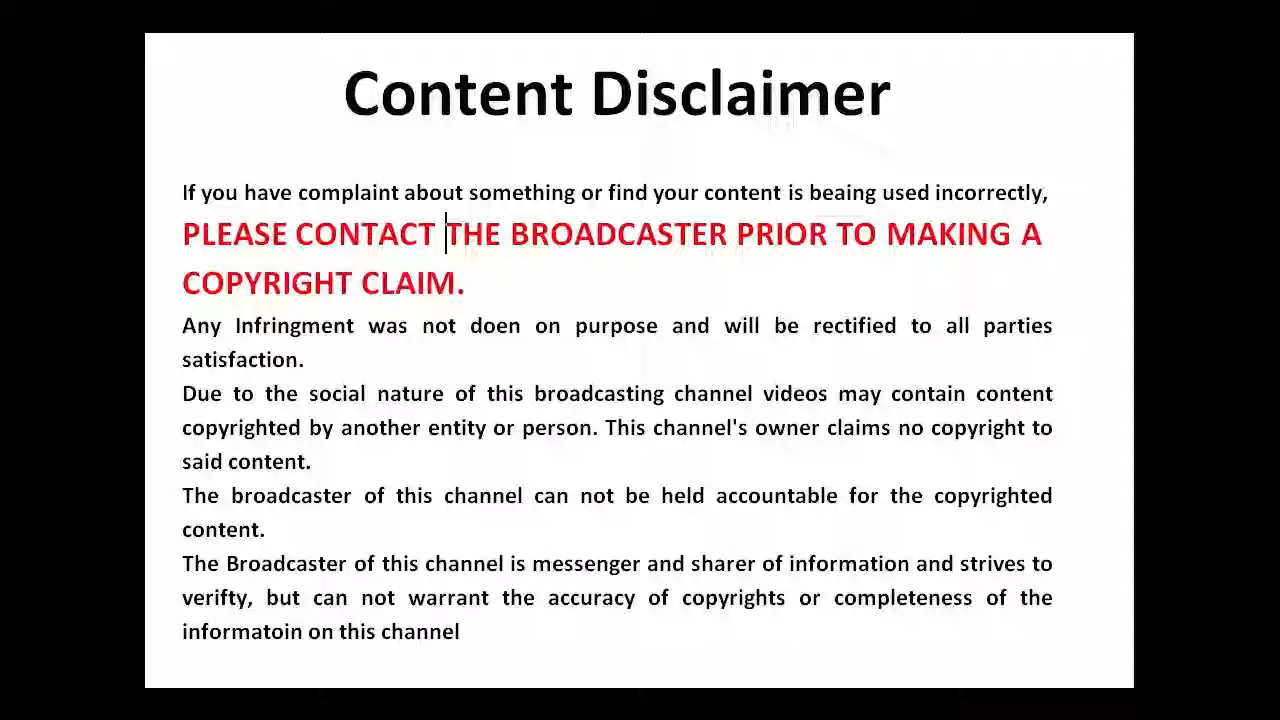 Content Disclaimer
If you have complaint about something or find your content is beaing used incorrectly,
PLEASE CONTACT THE BROADCASTER PRIOR TO MAKING A
COPYRIGHT CLAIM.
Any Infringment was not doen on purpose and will be rectified to all parties
satisfaction.
Due to the social nature of this broadcasting channel videos may contain content
copyrighted by another entity or person. This channel's owner claims no copyright to
said content.
The broadcaster of this channel can not be held accountable for the copyrighted
content.
The Broadcaster of this channel is messenger and sharer of information and strives to
verifty, but can not warrant the accuracy of copyrights or completeness of the
informatoin on this channel